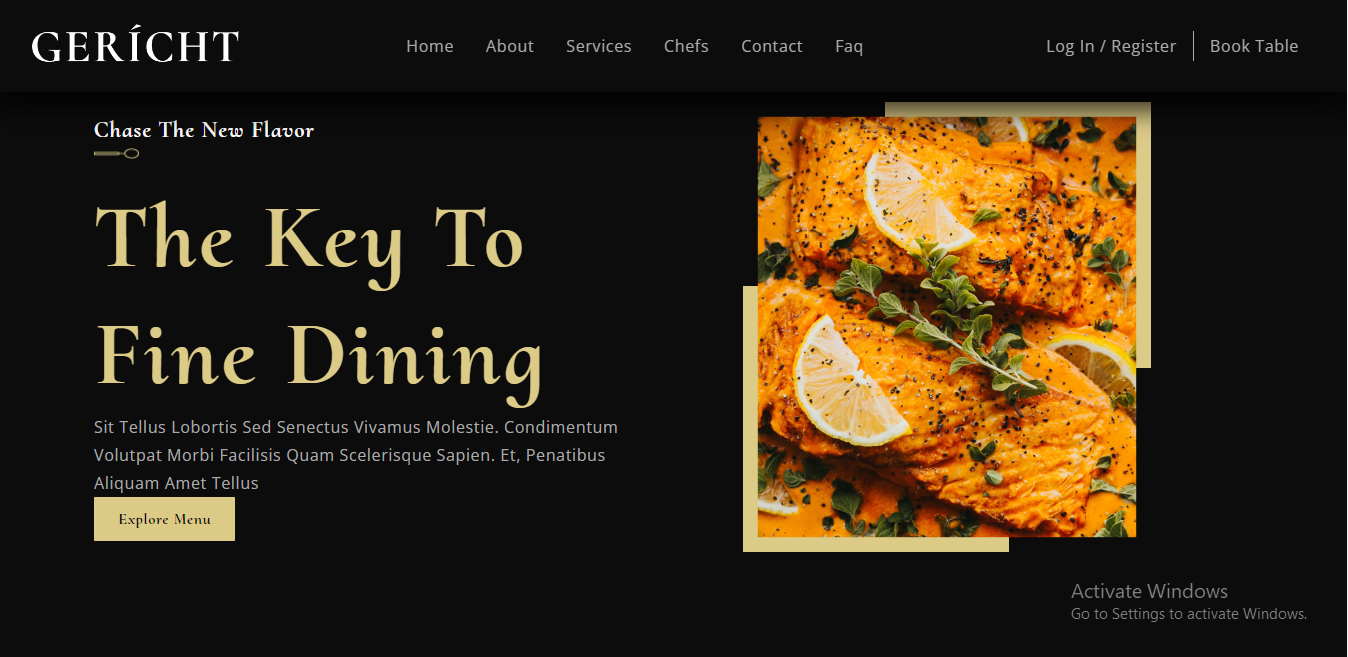 GERÍCHT
Home About Services Chefs Contact Faq
Log In / Register Book Table
Chase The New Flavor
The Key To
Fine Dining
Sit Tellus Lobortis Sed Senectus Vivamus Molestie. Condimentum
Volutpat Morbi Facilisis Quam Scelerisque Sapien. Et, Penatibus
Aliquam Amet Tellus
Explore Menu
Activate Windows
Go to Settings to activate Windows.